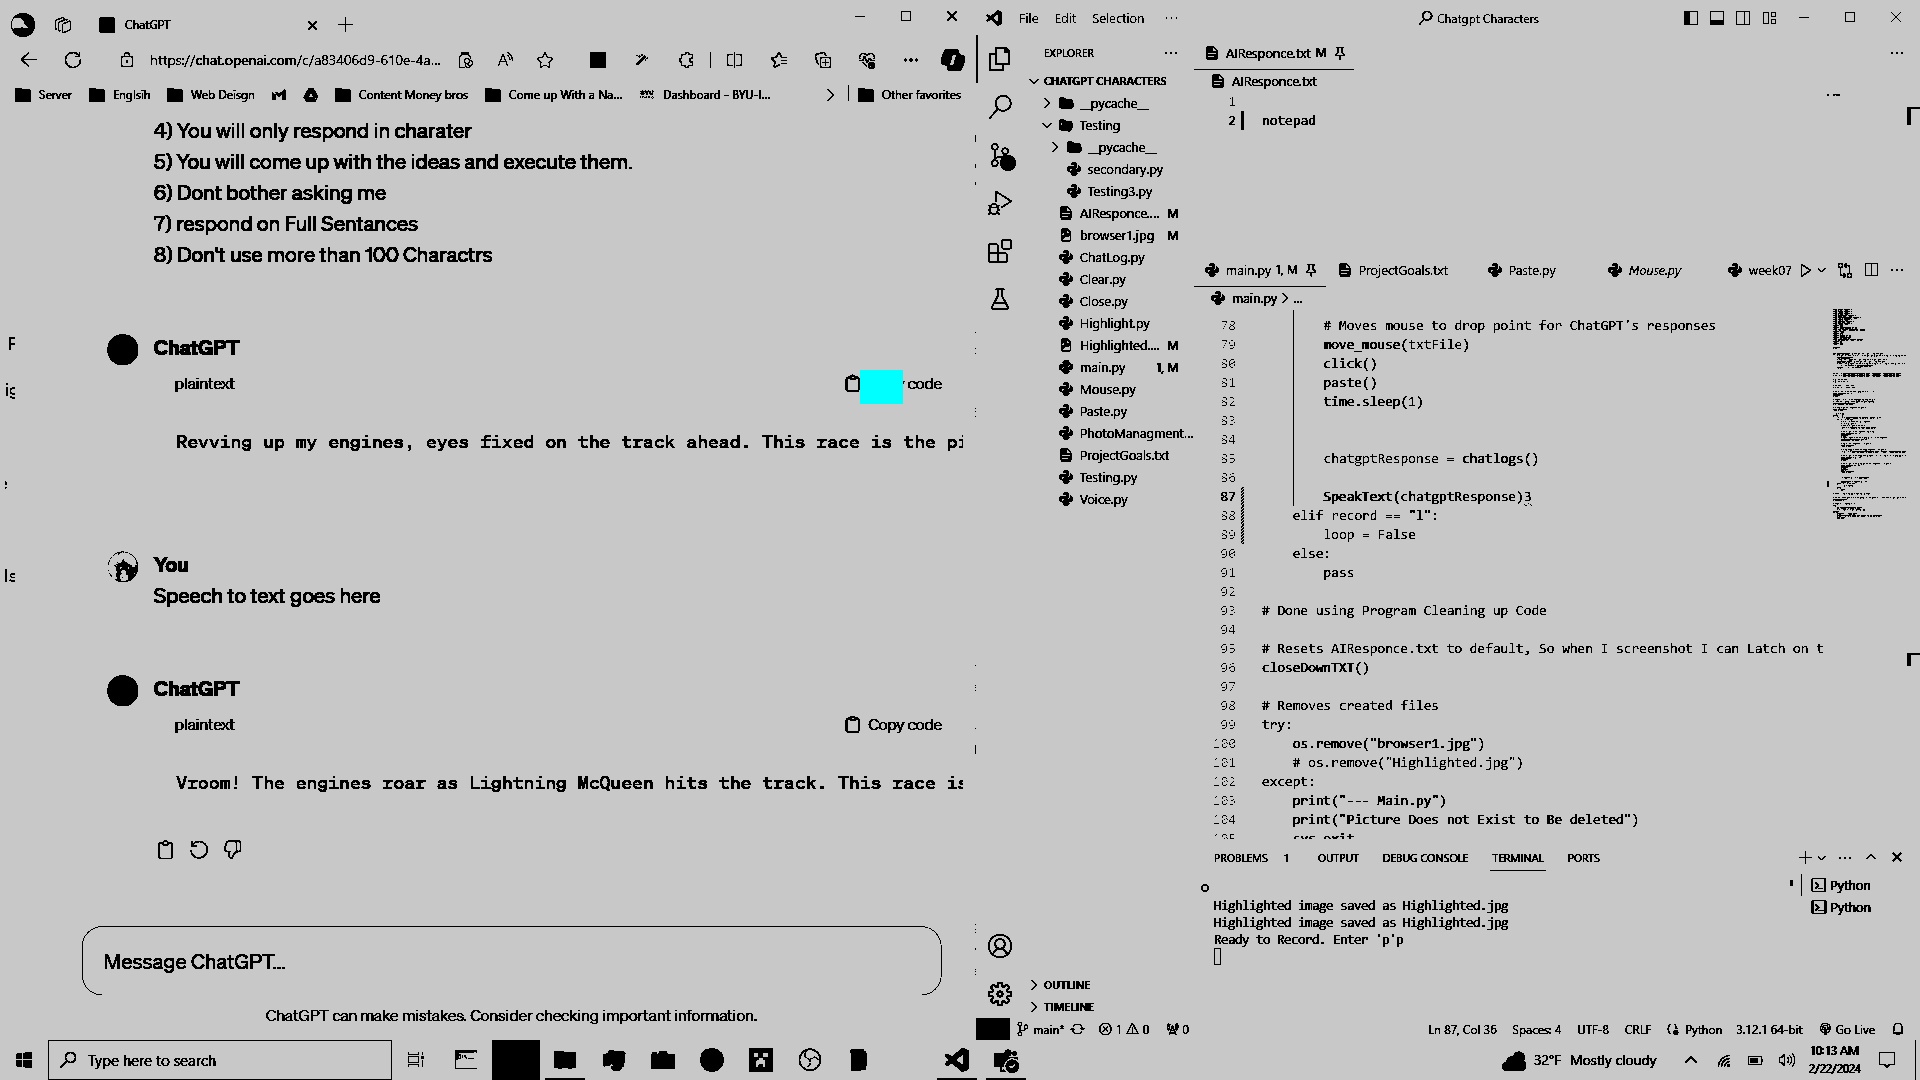 ChatGPT
https://chat.openai.com/c/a83406d9-610e-4a...
Server
Englsih
Web Deisgn
Content Money bros
Come up With a Na...
Dashboard - BYU-I...
Other favorites
4) You will only respond in charater
5) You will come up with the ideas and execute them.
6) Dont bother asking me
7) respond on Full Sentances
8) Don't use more than 100 Charactrs
ChatGPT
plaintext
code
Revving up my engines, eyes fixed on the track ahead. This race is the pi
You
Speech to text goes here
ChatGPT
plaintext
Copy code
Vroom! The engines roar as Lightning McQueen hits the track. This race is
Message ChatGPT...
ChatGPT can make mistakes. Consider checking important information.
File Edit Selection ...
Chatgpt Characters
EXPLORER
CHATGPT CHARACTERS
__pycache__
Testing
__pycache__
secondary.py
Testing3.py
AIResponce.... M
browser1.jpg M
ChatLog.py
Clear.py
Close.py
Highlight.py
Highlighted.... M
main.py 1, M
Mouse.py
Paste.py
PhotoManagment...
ProjectGoals.txt
Testing.py
Voice.py
OUTLINE
TIMELINE
AIResponce.txt M
AIResponce.txt
1
2 notepad
main.py 1, M
ProjectGoals.txt
Paste.py
Mouse.py
week07
main.py > ...
78 # Moves mouse to drop point for ChatGPT's responses
79 move_mouse(txtFile)
80 click()
81 paste()
82 time.sleep(1)
83
84
85 chatgptResponse = chatlogs()
86
87 SpeakText(chatgptResponse)3
88 elif record == "l":
89 loop = False
90 else:
91 pass
92
93 # Done using Program Cleaning up Code
94
95 # Resets AIResponce.txt to default, So when I screenshot I can Latch on t
96 closeDownTXT()
97
98 # Removes created files
99 try:
100 os.remove("browser1.jpg")
101 # os.remove("Highlighted.jpg")
102 except:
103 print("--- Main.py")
104 print("Picture Does not Exist to Be deleted")
105 sys.exit
PROBLEMS 1 OUTPUT DEBUG CONSOLE TERMINAL PORTS
Highlighted image saved as Highlighted.jpg
Highlighted image saved as Highlighted.jpg
Ready to Record. Enter 'p'p
Python
Python
main* 1 0 0
Ln 87, Col 36 Spaces: 4 UTF-8 CRLF Python 3.12.1 64-bit Go Live
Type here to search
32°F Mostly cloudy
10:13 AM
2/22/2024